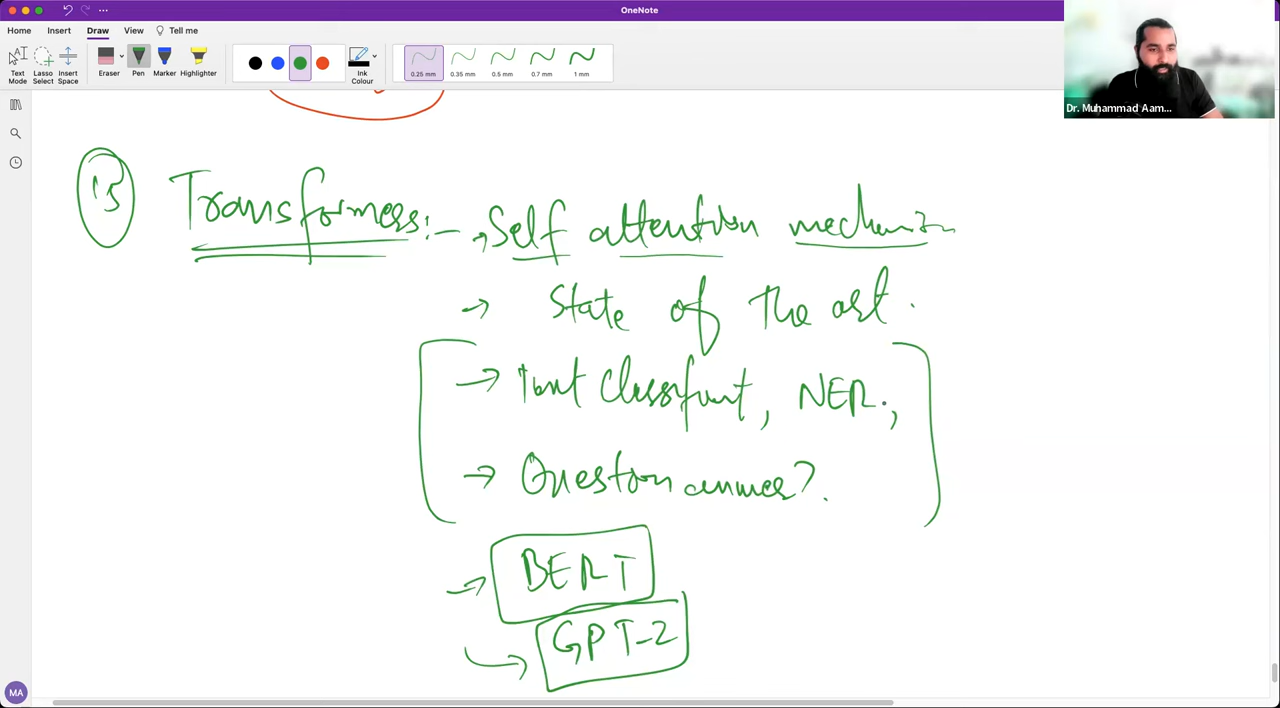 OneNote
Home Insert Draw View Tell me
Text Mode Lasso Select Insert Space Eraser Pen Marker Highlighter Ink Colour 0.25 mm 0.35 mm 0.5 mm 0.7 mm 1 mm
Dr. Muhammad Aam...
Transformers:- → Self attention mechanism
→ State of the art.
→ Text Classificat, NER.,
→ Question answer?.
→ BERT
→ GPT-2
MA